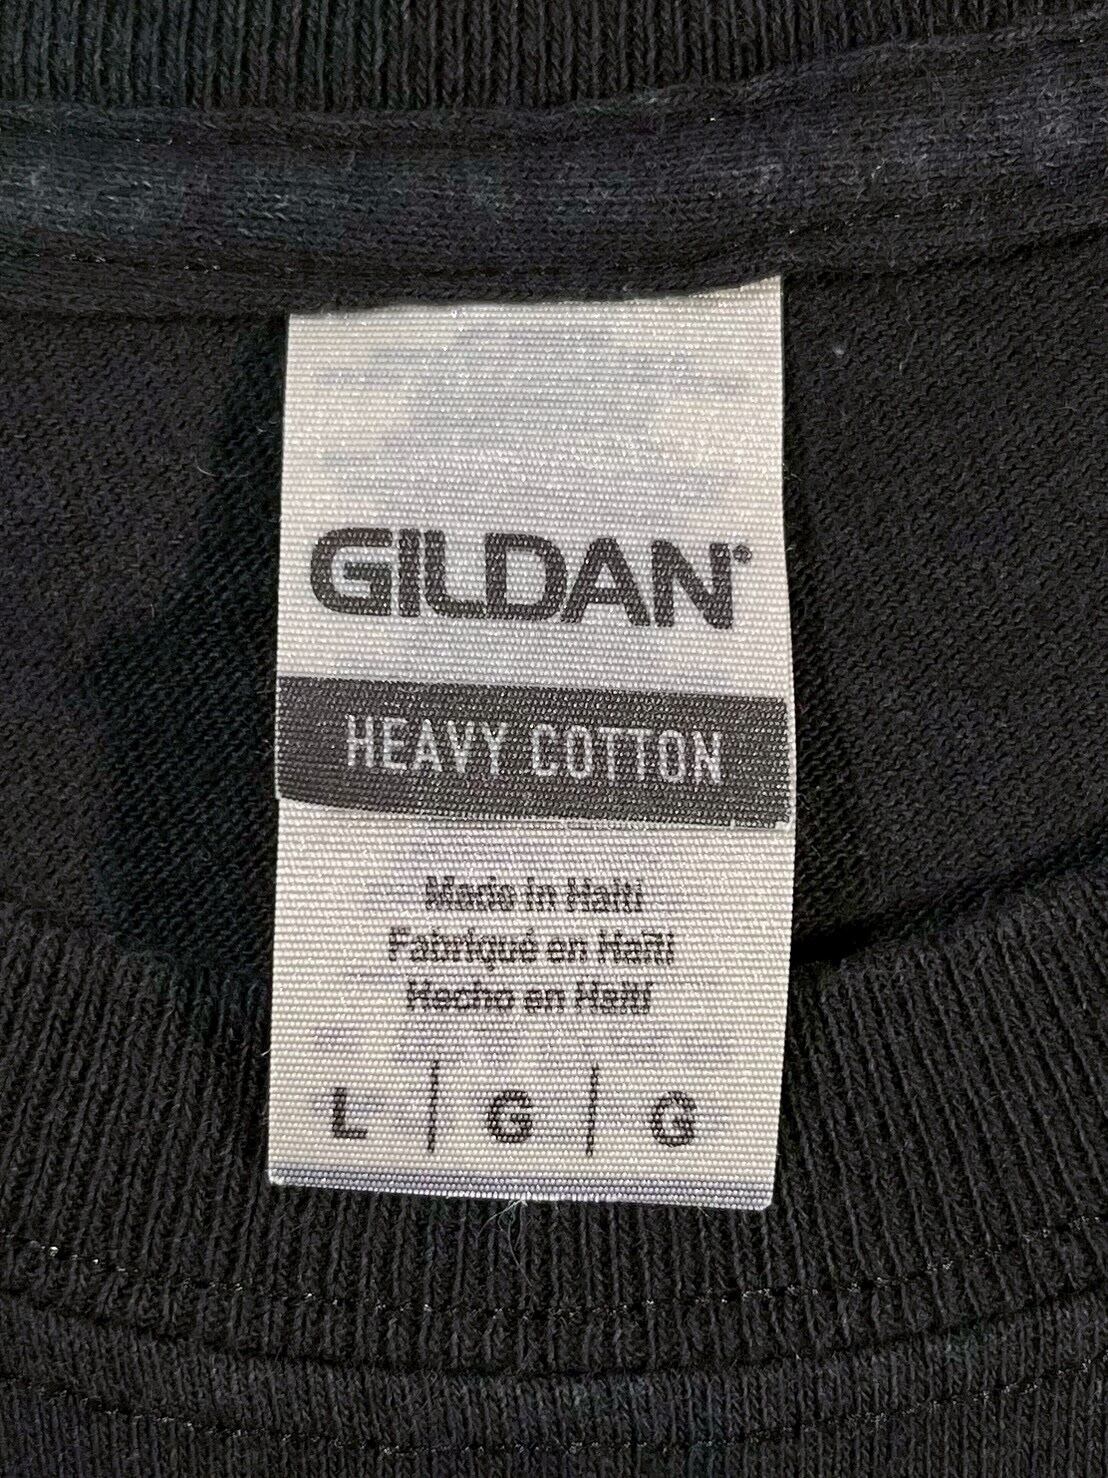 GILDAN®
HEAVY COTTON
Made in Haiti
Fabriqué en Haïti
Hecho en Haití
L | G | G